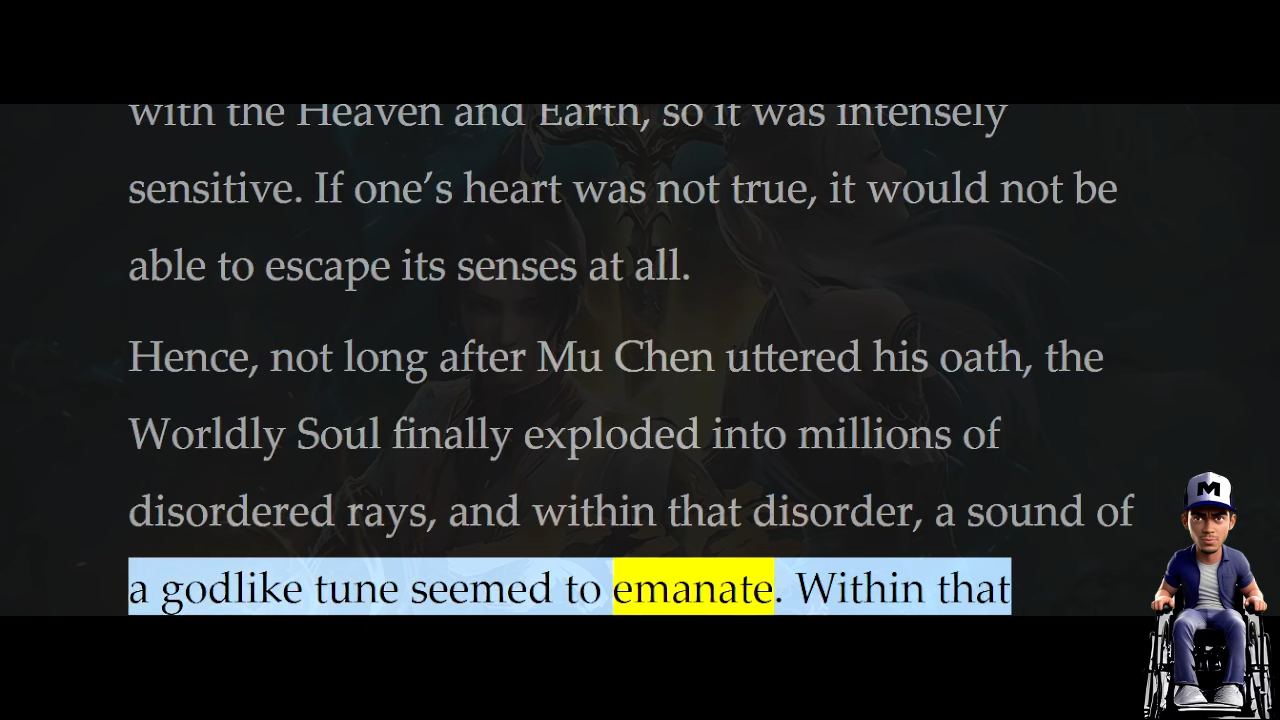 with the Heaven and Earth, so it was intensely
sensitive. If one’s heart was not true, it would not be
able to escape its senses at all.
Hence, not long after Mu Chen uttered his oath, the
Worldly Soul finally exploded into millions of
disordered rays, and within that disorder, a sound of
a godlike tune seemed to emanate. Within that
M